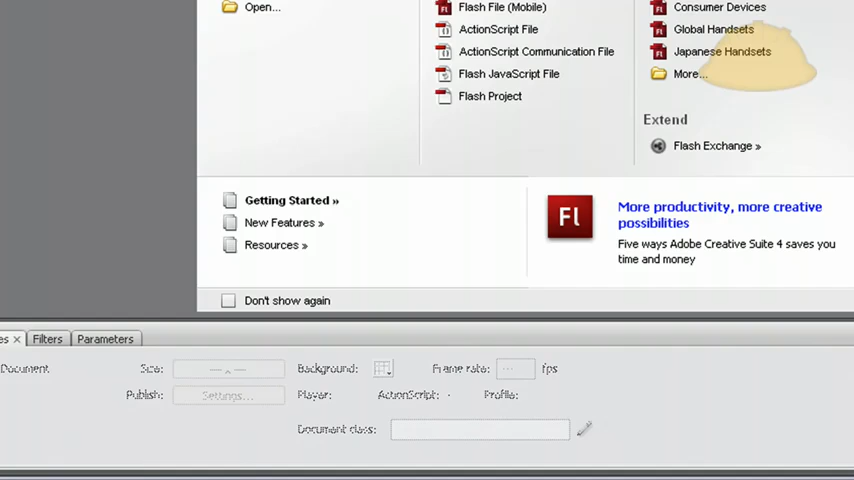 Open...
Flash File (Mobile)
ActionScript File
ActionScript Communication File
Flash JavaScript File
Flash Project
Consumer Devices
Global Handsets
Japanese Handsets
More...
Extend
Flash Exchange »
Getting Started »
New Features »
Resources »
Fl
More productivity, more creative
possibilities
Five ways Adobe Creative Suite 4 saves you
time and money
Don't show again
es × Filters Parameters
Document Size: Background: Frame rate: ... fps
Publish: Settings... Player: ActionScript: Profile:
Document class: